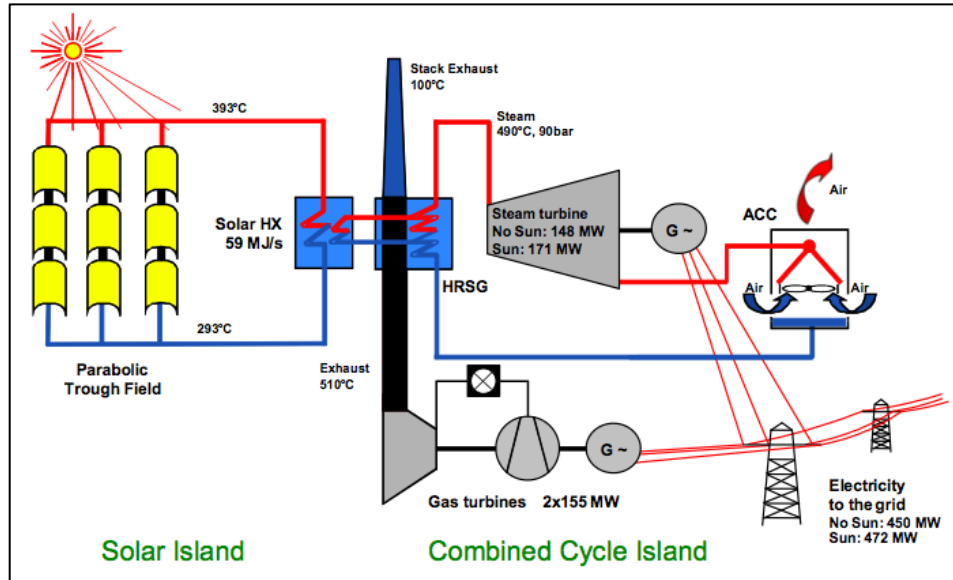 Stack Exhaust
100°C
393°C
Steam
490°C, 90bar
Air
Solar HX
59 MJ/s
Steam turbine
No Sun: 148 MW
Sun: 171 MW
G ~
ACC
Air
Air
HRSG
293°C
Parabolic
Trough Field
Exhaust
510°C
G ~
Gas turbines 2x155 MW
Electricity
to the grid
No Sun: 450 MW
Sun: 472 MW
Solar Island
Combined Cycle Island